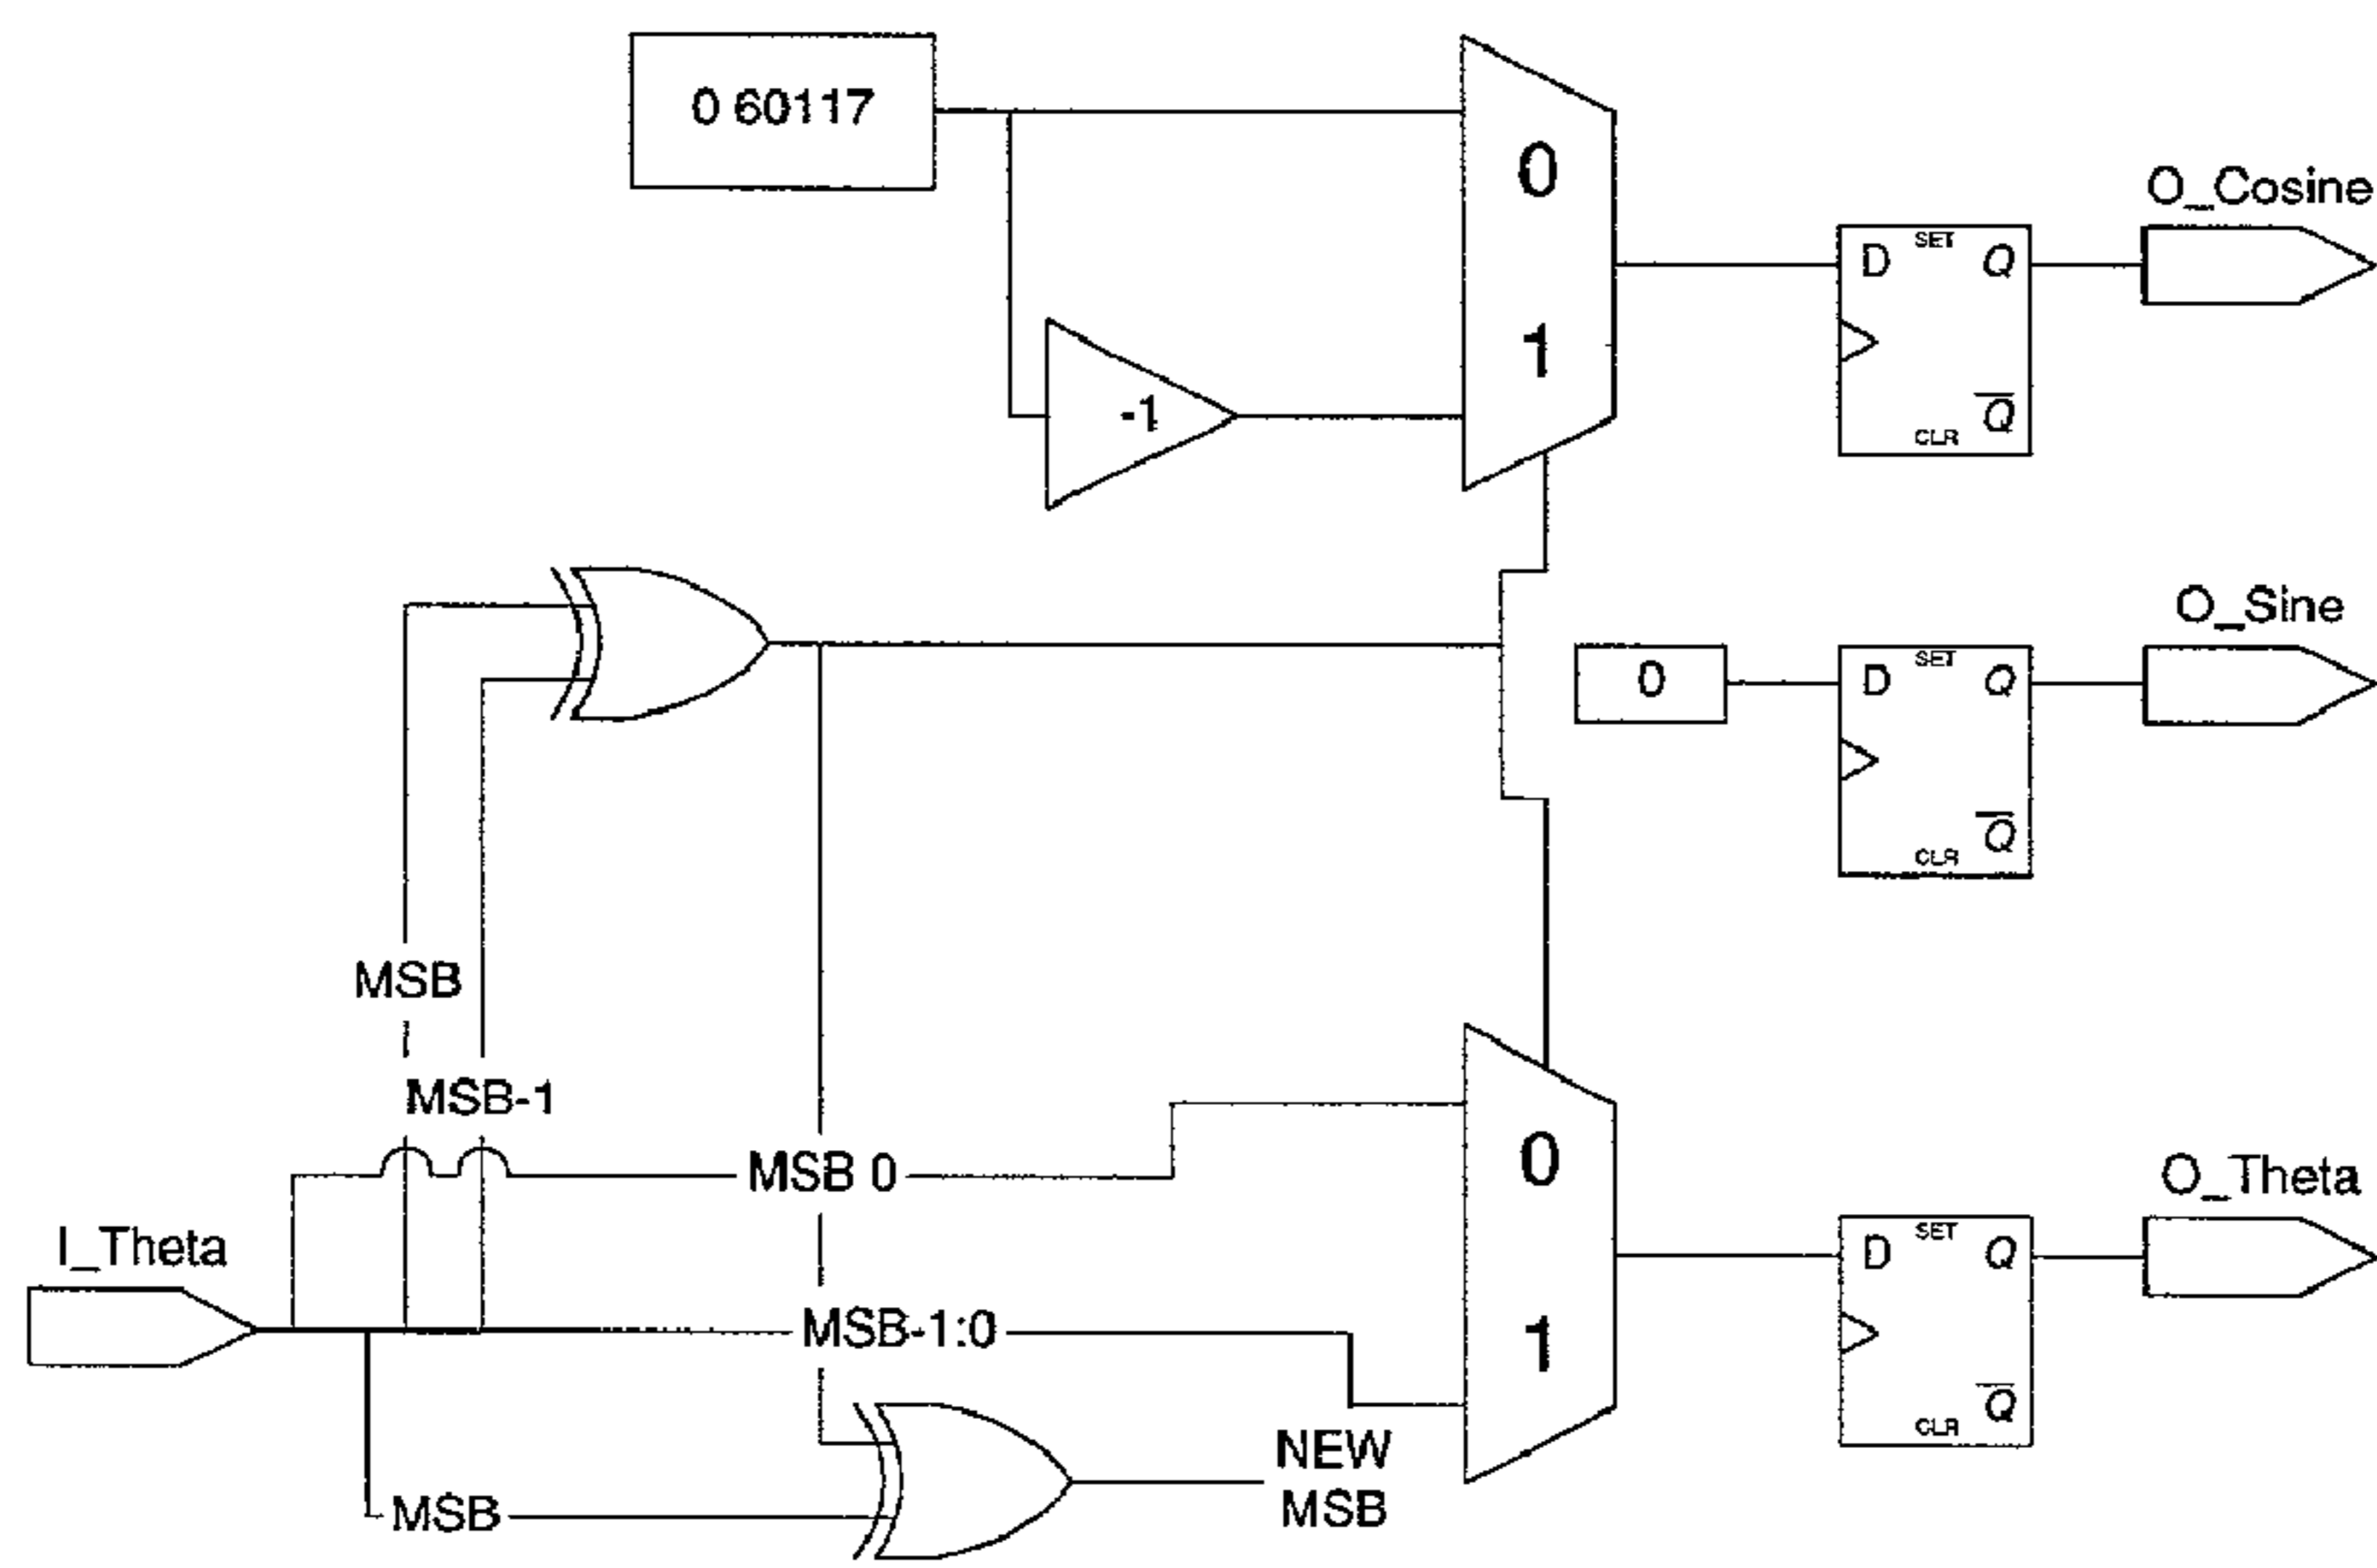 0 60117
0
1
-1
O_Cosine
D SET Q
CLR Q
O_Sine
0
D SET Q
CLR Q
MSB
MSB-1
MSB 0
I_Theta
MSB-1:0
0
1
O_Theta
D SET Q
CLR Q
MSB
NEW
MSB